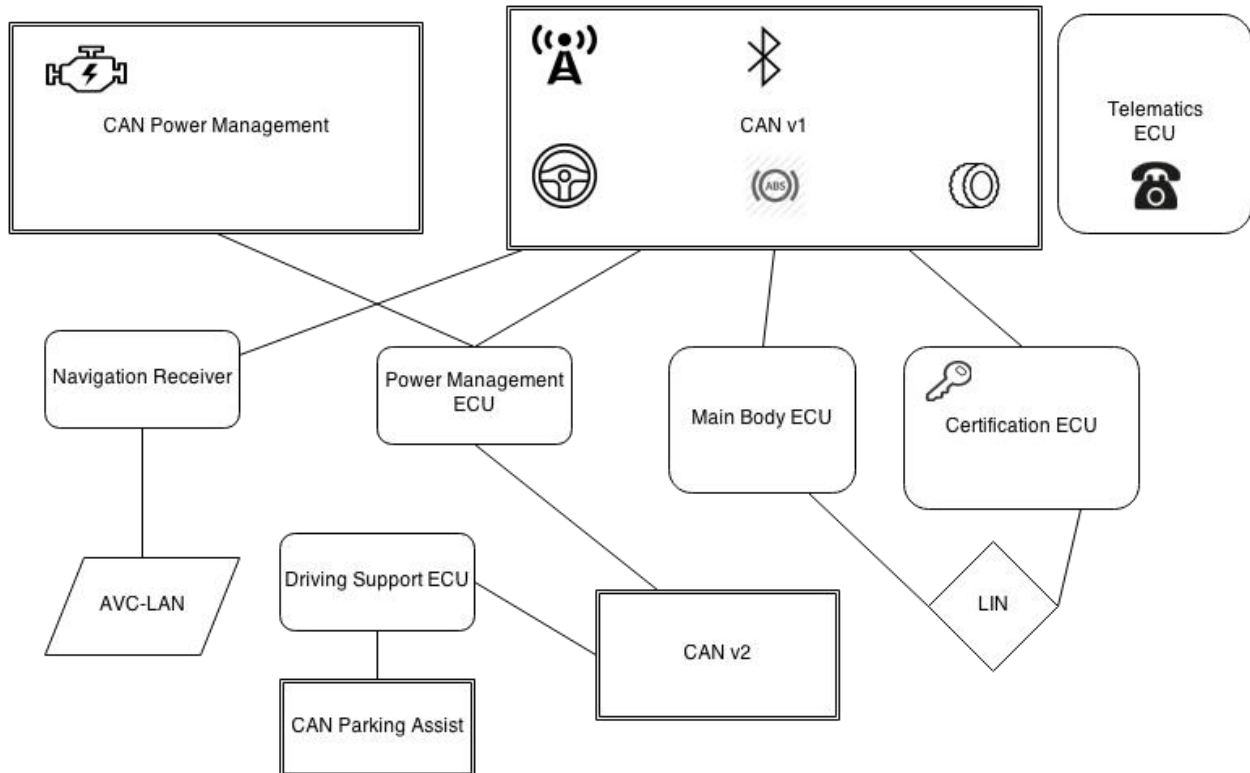 CAN Power Management
CAN v1
ABS
Telematics
ECU
Navigation Receiver
Power Management
ECU
Main Body ECU
Certification ECU
Driving Support ECU
AVC-LAN
LIN
CAN v2
CAN Parking Assist